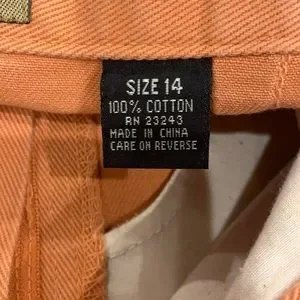 SIZE 14
100% COTTON
RN 23243
MADE IN CHINA
CARE ON REVERSE